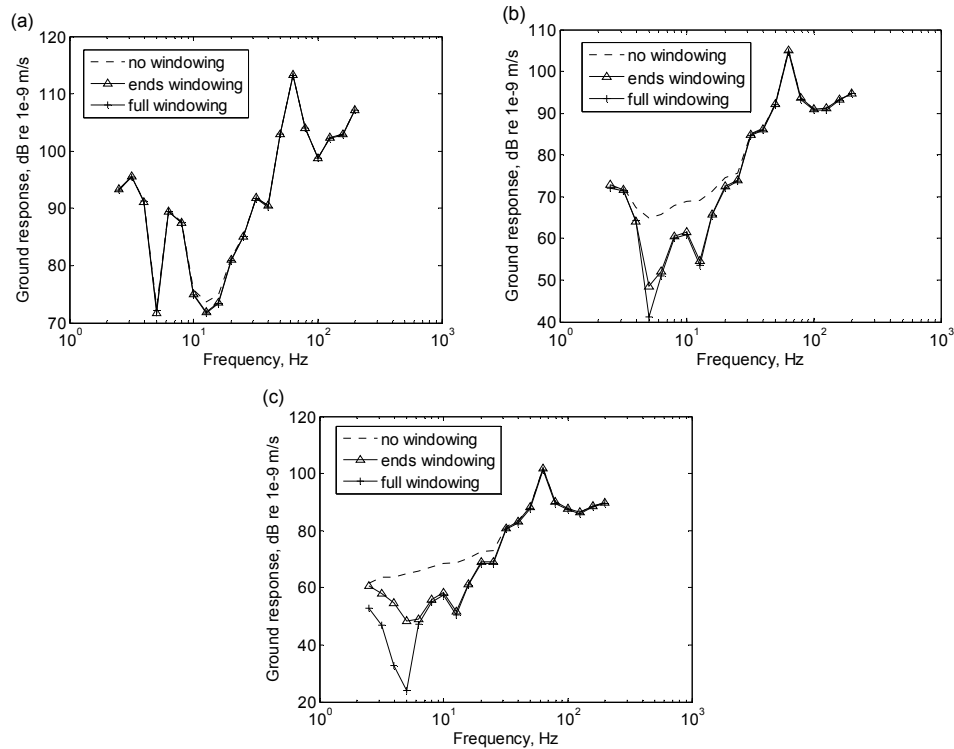 (a)
120
110
100
90
80
70
Ground response, dB re 1e-9 m/s
no windowing
ends windowing
full windowing
10^0
10^1
10^2
10^3
Frequency, Hz
(b)
110
100
90
80
70
60
50
40
Ground response, dB re 1e-9 m/s
no windowing
ends windowing
full windowing
10^0
10^1
10^2
10^3
Frequency, Hz
(c)
120
100
80
60
40
20
Ground response, dB re 1e-9 m/s
no windowing
ends windowing
full windowing
10^0
10^1
10^2
10^3
Frequency, Hz